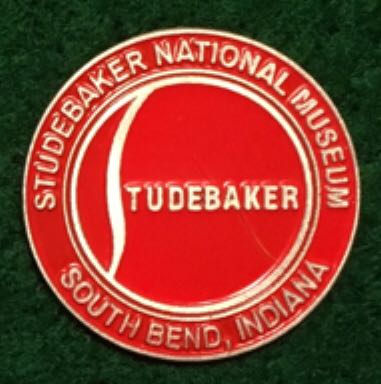 STUDEBAKER NATIONAL MUSEUM
STUDEBAKER
SOUTH BEND, INDIANA